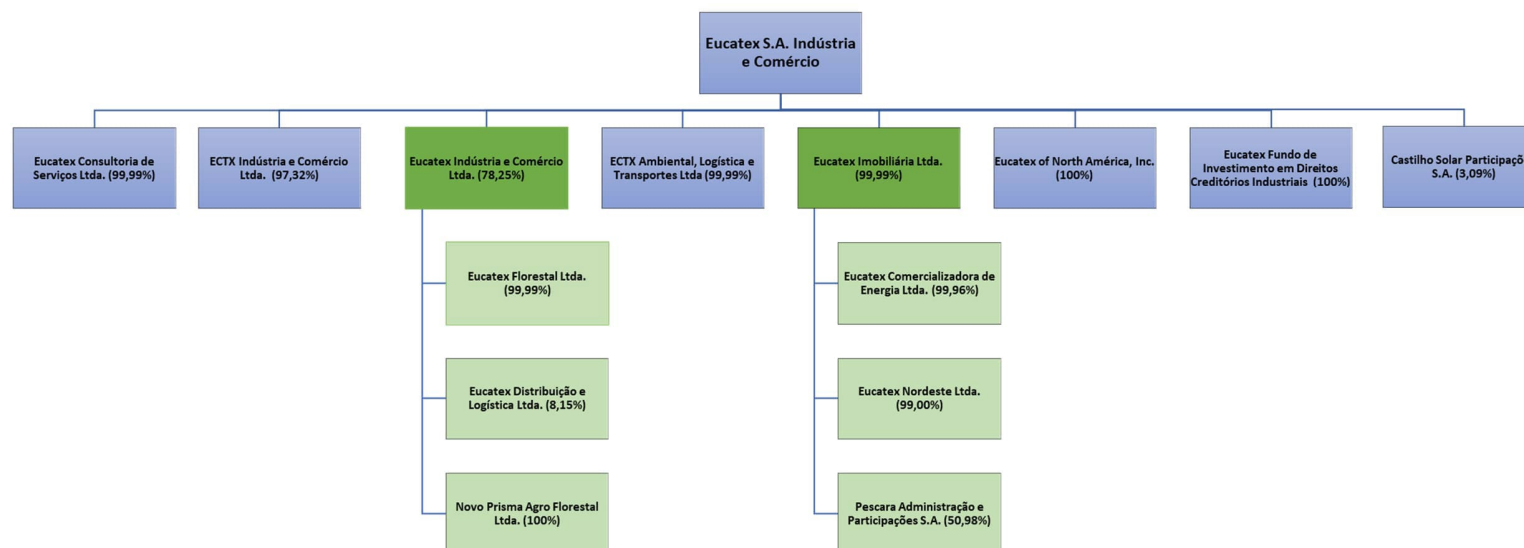 Eucatex S.A. Indústria
e Comércio
Eucatex Consultoria de
Serviços Ltda. (99,99%)
ECTX Indústria e Comércio
Ltda. (97,32%)
Eucatex Indústria e Comércio
Ltda. (78,25%)
ECTX Ambiental, Logística e
Transportes Ltda (99,99%)
Eucatex Imobiliária Ltda.
(99,99%)
Eucatex of North América, Inc.
(100%)
Eucatex Fundo de
Investimento em Direitos
Creditórios Industriais (100%)
Castilho Solar Participaçõ
S.A. (3,09%)
Eucatex Florestal Ltda.
(99,99%)
Eucatex Distribuição e
Logística Ltda. (8,15%)
Novo Prisma Agro Florestal
Ltda. (100%)
Eucatex Comercializadora de
Energia Ltda. (99,96%)
Eucatex Nordeste Ltda.
(99,00%)
Pescara Administração e
Participações S.A. (50,98%)